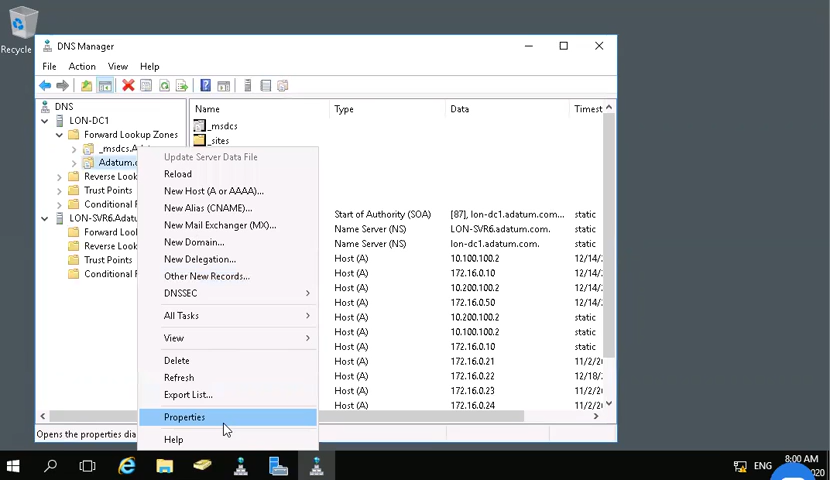 Recycle
DNS Manager
File Action View Help
DNS
LON-DC1
Forward Lookup Zones
_msdcs.A
Adatum.c
Reverse Look
Trust Points
Conditional F
LON-SVR6.Adatu
Forward Look
Reverse Look
Trust Points
Conditional F
Update Server Data File
Reload
New Host (A or AAAA)...
New Alias (CNAME)...
New Mail Exchanger (MX)...
New Domain...
New Delegation...
Other New Records...
DNSSEC
All Tasks
View
Delete
Refresh
Export List...
Properties
Help
Name Type Data Timest
_msdcs
_sites
Start of Authority (SOA) [87], lon-dc1.adatum.com... static
Name Server (NS) LON-SVR6.adatum.com. static
Name Server (NS) lon-dc1.adatum.com. static
Host (A) 10.100.100.2 12/14/
Host (A) 172.16.0.10 12/14/
Host (A) 10.200.100.2 12/14/
Host (A) 172.16.0.50 12/14/
Host (A) 10.200.100.2 static
Host (A) 10.100.100.2 static
Host (A) 172.16.0.10 static
Host (A) 172.16.0.21 11/2/2
Host (A) 172.16.0.22 12/18/
Host (A) 172.16.0.23 11/2/2
Host (A) 172.16.0.24 11/2/2
Opens the properties dia
ENG
8:00 AM